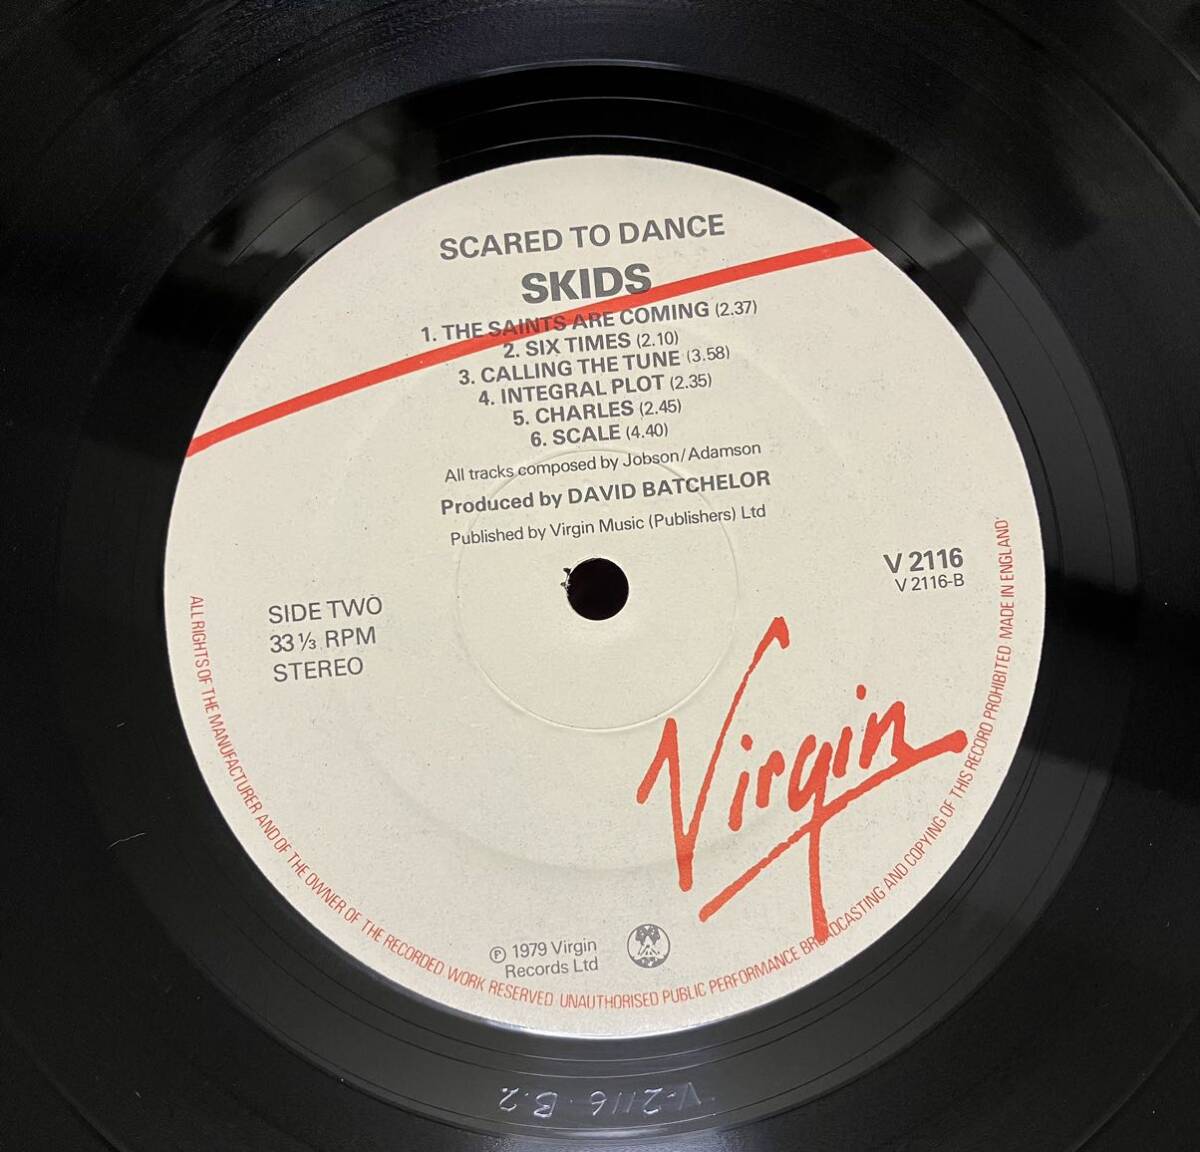 SCARED TO DANCE
SKIDS
1. THE SAINTS ARE COMING (2.37)
2. SIX TIMES (2.10)
3. CALLING THE TUNE (3.58)
4. INTEGRAL PLOT (2.35)
5. CHARLES (2.45)
6. SCALE (4.40)
All tracks composed by Jobson/Adamson
Produced by DAVID BATCHELOR
Published by Virgin Music (Publishers) Ltd
V 2116
V 2116-B
SIDE TWO
33 ⅓ RPM
STEREO
Virgin
℗ 1979 Virgin
Records Ltd
ALL RIGHTS OF THE MANUFACTURER AND OF THE OWNER OF THE RECORDED WORK RESERVED UNAUTHORISED PUBLIC PERFORMANCE BROADCASTING AND COPYING OF THIS RECORD PROHIBITED MADE IN ENGLAND
V-2116 B.2